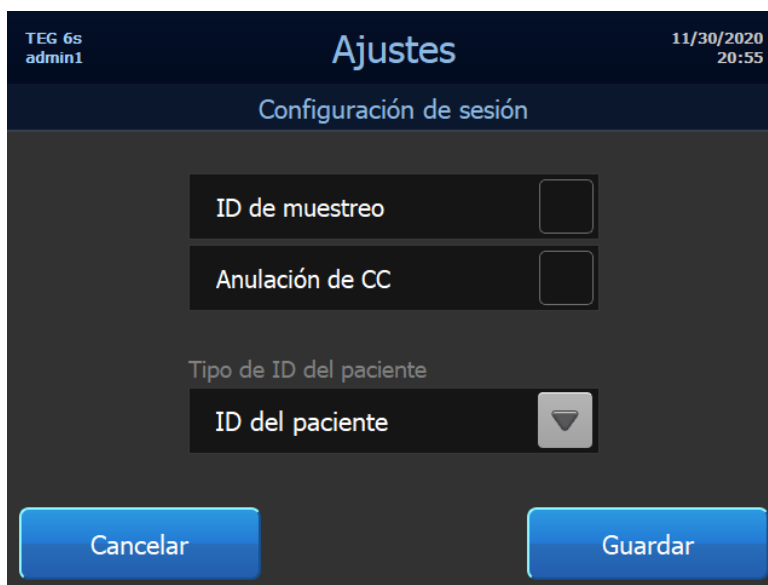 TEG 6s
admin1
Ajustes
11/30/2020
20:55
Configuración de sesión
ID de muestreo
Anulación de CC
Tipo de ID del paciente
ID del paciente
Cancelar
Guardar